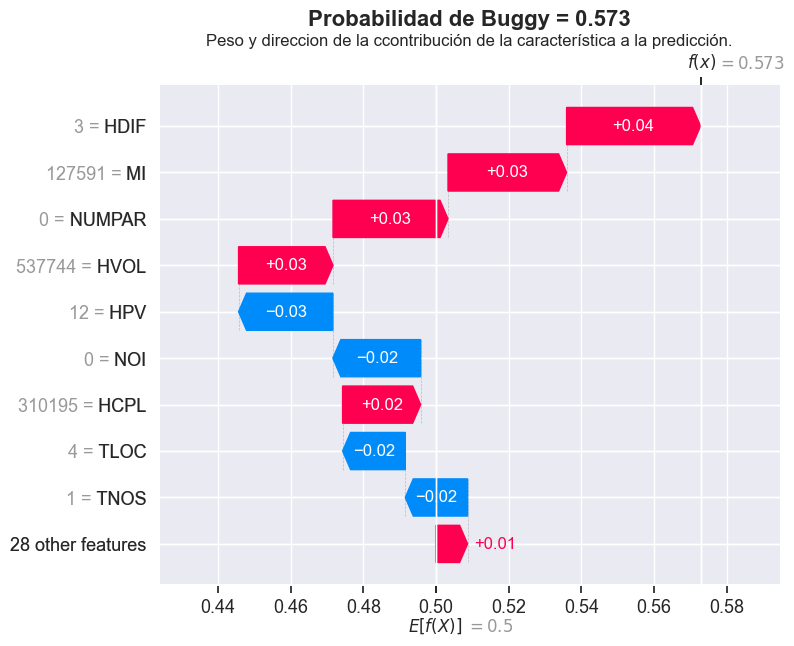 Probabilidad de Buggy = 0.573
Peso y direccion de la ccontribución de la característica a la predicción.
f(x) = 0.573
3 = HDIF +0.04
127591 = MI +0.03
0 = NUMPAR +0.03
537744 = HVOL +0.03
12 = HPV −0.03
0 = NOI −0.02
310195 = HCPL +0.02
4 = TLOC −0.02
1 = TNOS −0.02
28 other features +0.01
0.44 0.46 0.48 0.50 0.52 0.54 0.56 0.58
E[f(X)] = 0.5